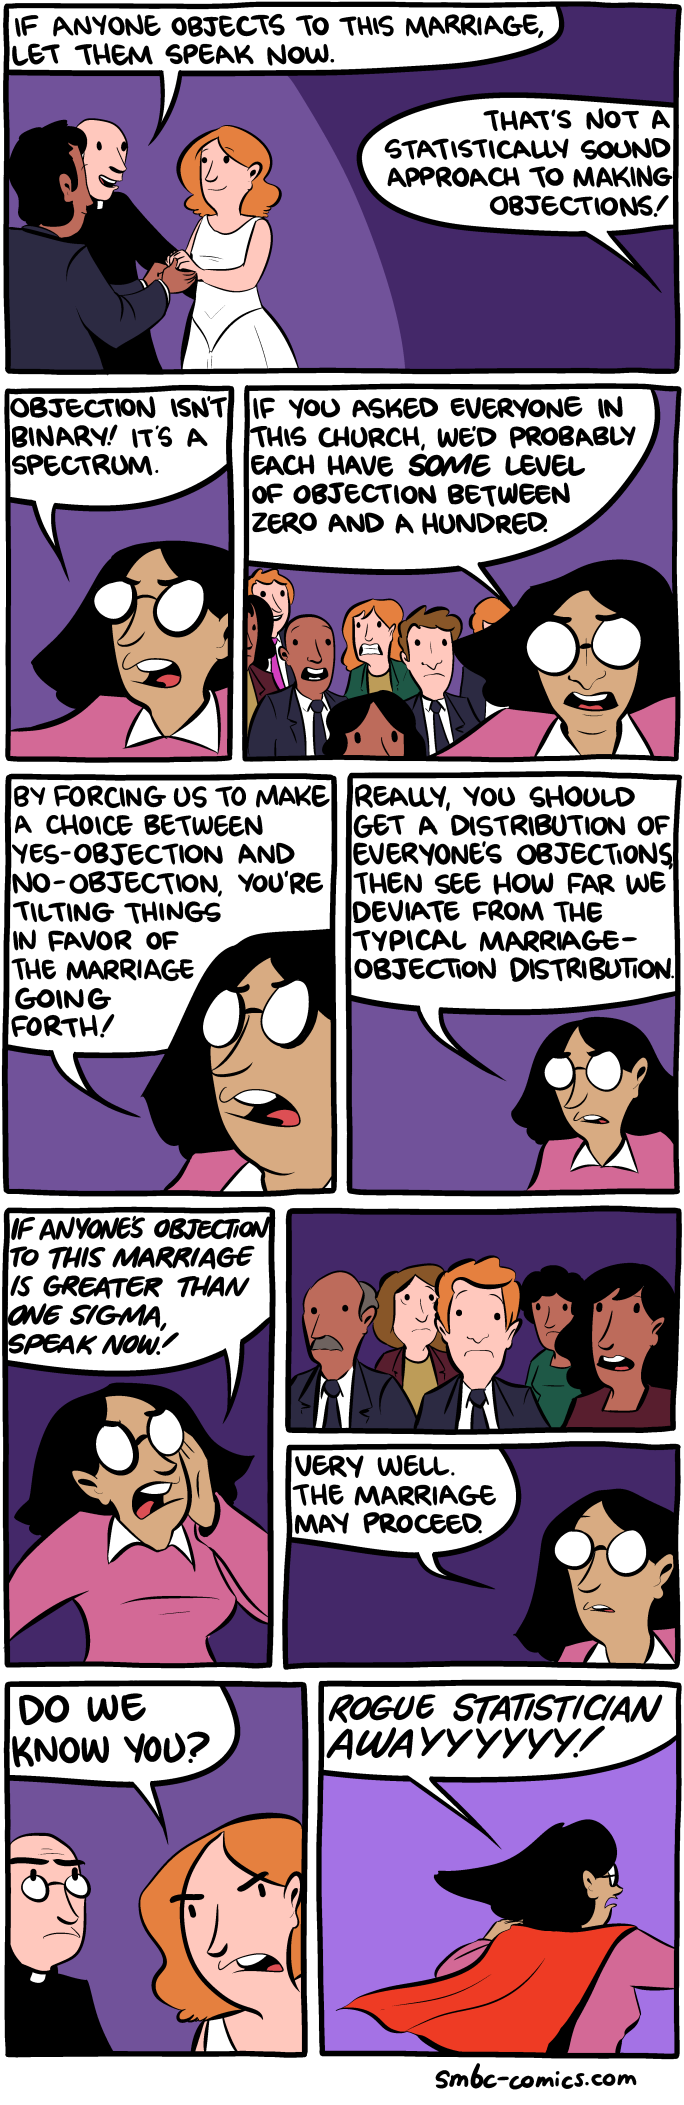 IF ANYONE OBJECTS TO THIS MARRIAGE,
LET THEM SPEAK NOW.
THAT'S NOT A
STATISTICALLY SOUND
APPROACH TO MAKING
OBJECTIONS!
OBJECTION ISN'T
BINARY! IT'S A
SPECTRUM.
IF YOU ASKED EVERYONE IN
THIS CHURCH, WE'D PROBABLY
EACH HAVE SOME LEVEL
OF OBJECTION BETWEEN
ZERO AND A HUNDRED.
BY FORCING US TO MAKE
A CHOICE BETWEEN
YES-OBJECTION AND
NO-OBJECTION, YOU'RE
TILTING THINGS
IN FAVOR OF
THE MARRIAGE
GOING
FORTH!
REALLY, YOU SHOULD
GET A DISTRIBUTION OF
EVERYONE'S OBJECTIONS,
THEN SEE HOW FAR WE
DEVIATE FROM THE
TYPICAL MARRIAGE-
OBJECTION DISTRIBUTION.
IF ANYONE'S OBJECTION
TO THIS MARRIAGE
IS GREATER THAN
ONE SIGMA,
SPEAK NOW!
VERY WELL.
THE MARRIAGE
MAY PROCEED.
DO WE
KNOW YOU?
ROGUE STATISTICIAN
AWAYYYYYY!
smbc-comics.com